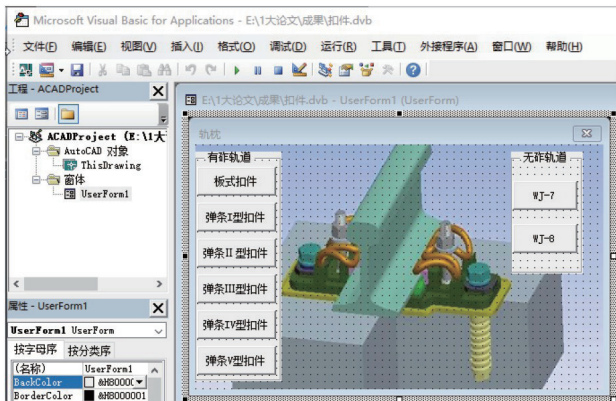 Microsoft Visual Basic for Applications - E:\1大论文\成果\扣件.dvb
文件(F) 编辑(E) 视图(V) 插入(I) 格式(O) 调试(D) 运行(R) 工具(T) 外接程序(A) 窗口(W) 帮助(H)
工程 - ACADProject
ACADProject (E:\1大
AutoCAD 对象
ThisDrawing
窗体
UserForm1
属性 - UserForm1
UserForm1 UserForm
按字母序 按分类序
(名称) UserForm1
BackColor &H8000
BorderColor &H8000001
E:\1大论文\成果\扣件.dvb - UserForm1 (UserForm)
轨枕
有砟轨道
板式扣件
弹条I型扣件
弹条II型扣件
弹条III型扣件
弹条IV型扣件
弹条V型扣件
无砟轨道
WJ-7
WJ-8